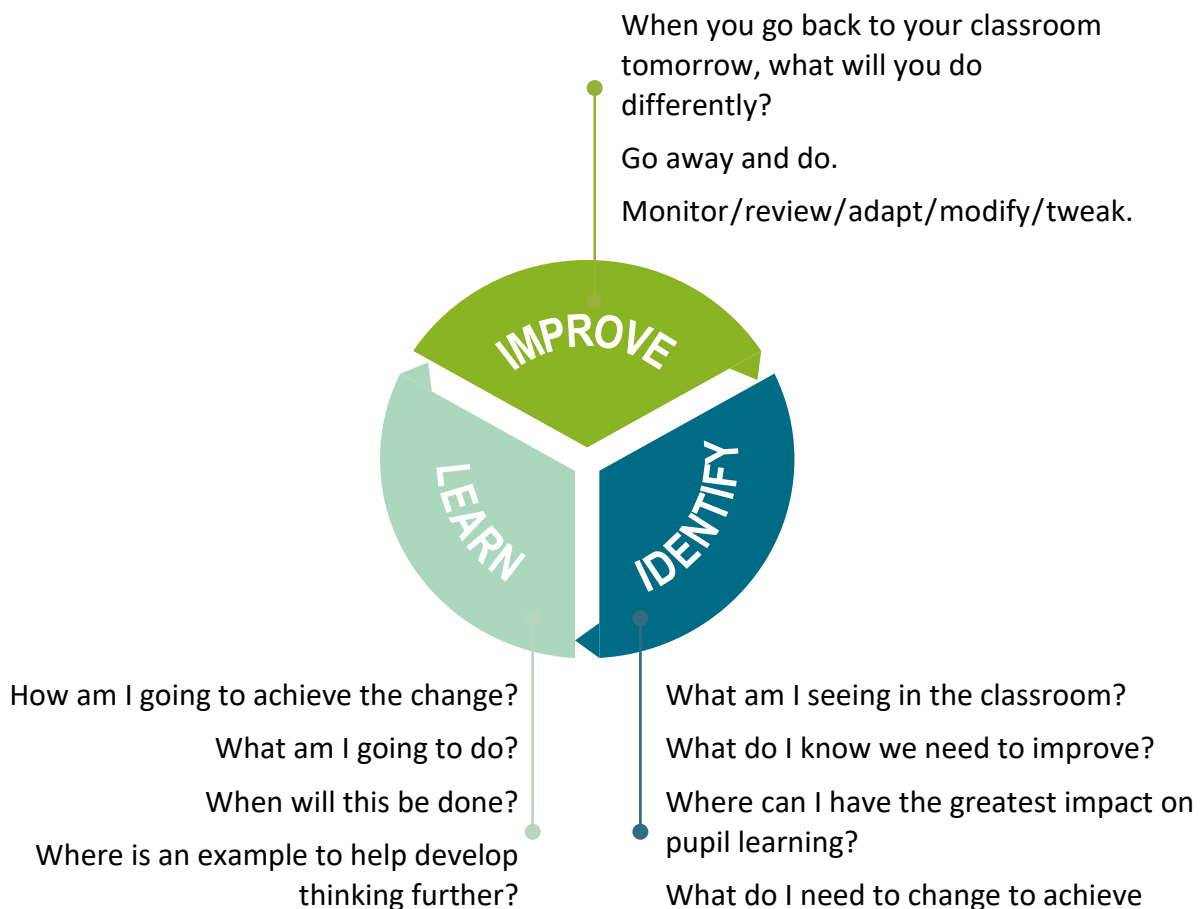 When you go back to your classroom
tomorrow, what will you do
differently?
Go away and do.
Monitor/review/adapt/modify/tweak.
IMPROVE
LEARN
IDENTIFY
How am I going to achieve the change?
What am I going to do?
When will this be done?
Where is an example to help develop
thinking further?
What am I seeing in the classroom?
What do I know we need to improve?
Where can I have the greatest impact on
pupil learning?
What do I need to change to achieve